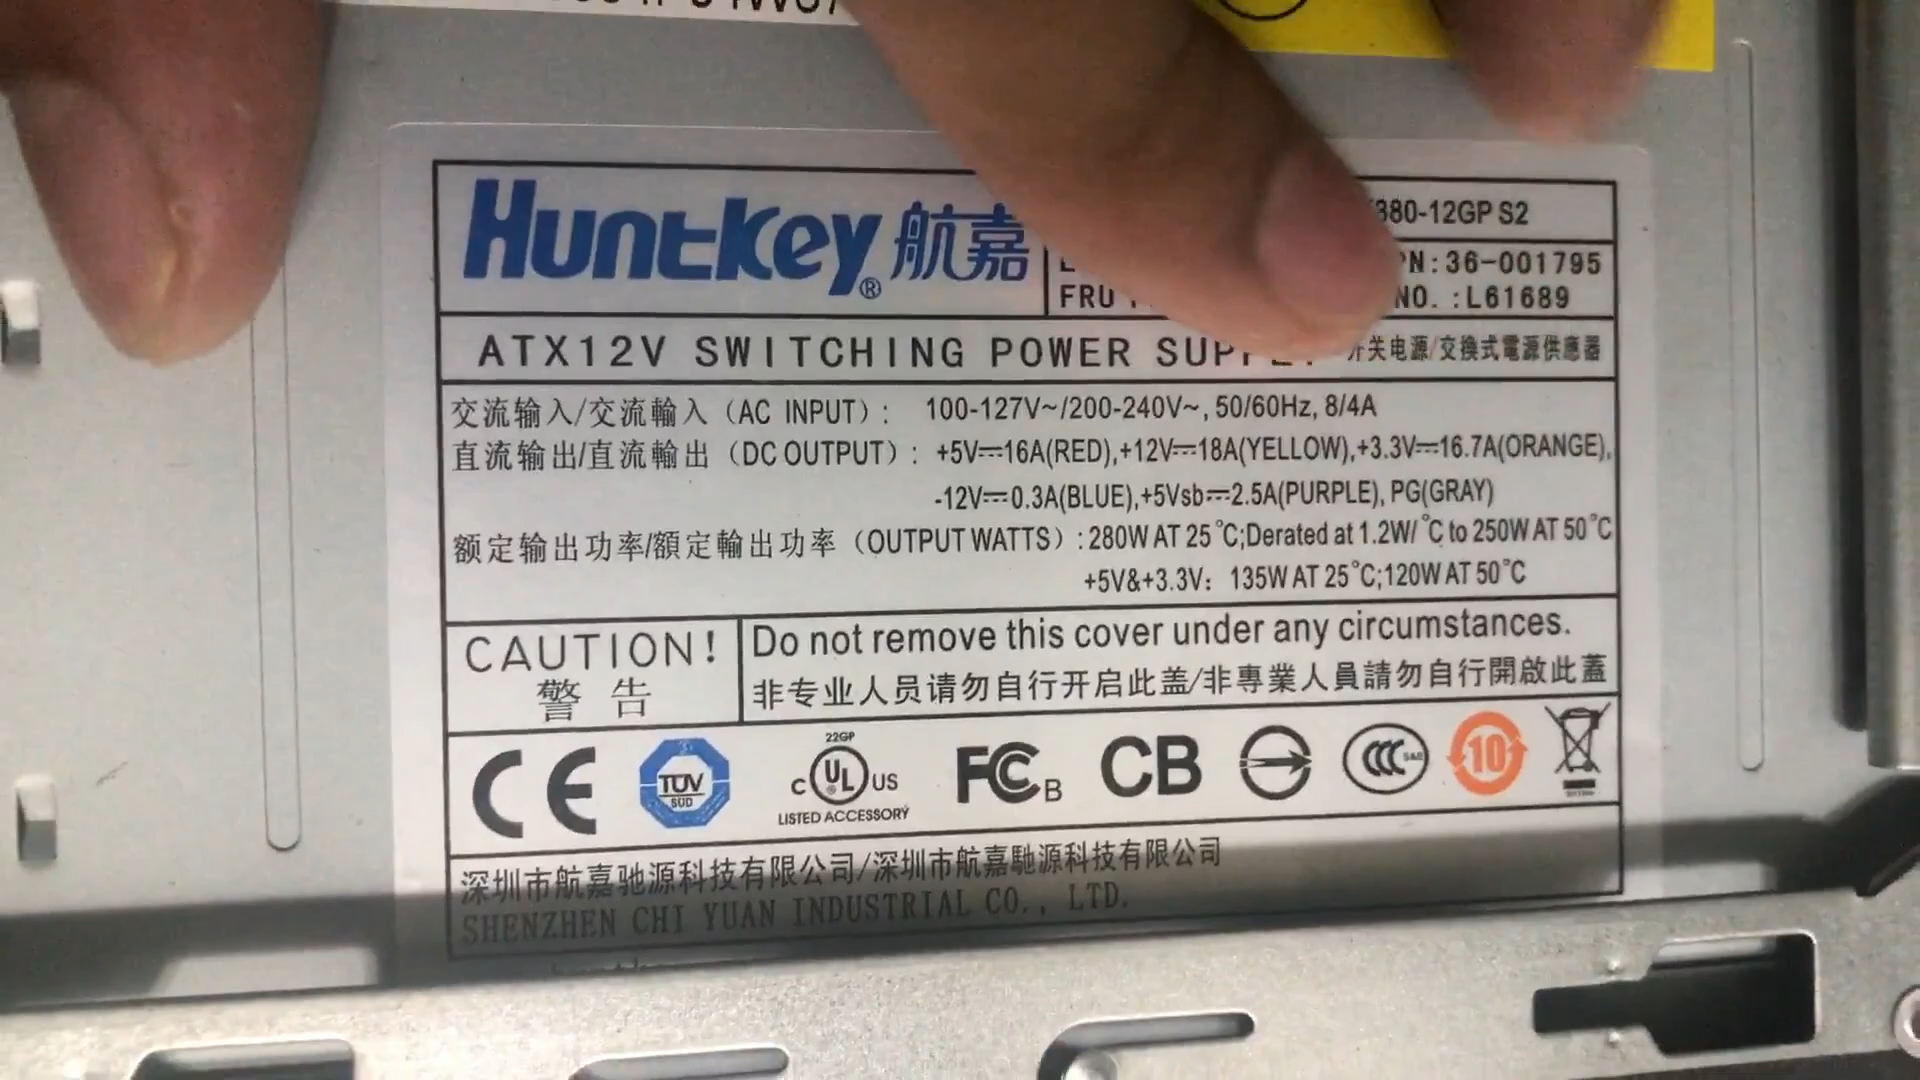 Huntkey® 航嘉
380-12GP S2
PN:36-001795
FRU NO.:L61689
ATX12V SWITCHING POWER 开关电源/交換式電源供應器
交流输入/交流輸入（AC INPUT）: 100-127V~/200-240V~, 50/60Hz, 8/4A
直流输出/直流輸出（DC OUTPUT）: +5V⎓16A(RED),+12V⎓18A(YELLOW),+3.3V⎓16.7A(ORANGE),
-12V⎓0.3A(BLUE),+5Vsb⎓2.5A(PURPLE), PG(GRAY)
额定输出功率/額定輸出功率（OUTPUT WATTS）: 280W AT 25℃;Derated at 1.2W/℃ to 250W AT 50℃
+5V&+3.3V: 135W AT 25℃;120W AT 50℃
CAUTION!
警 告
Do not remove this cover under any circumstances.
非专业人员请勿自行开启此盖/非專業人員請勿自行開啟此蓋
CE
TÜV
SÜD
22GP
c UL® US
LISTED ACCESSORY
FC B
CB
CCC S&E
10
深圳市航嘉驰源科技有限公司/深圳市航嘉馳源科技有限公司
SHENZHEN CHI YUAN INDUSTRIAL CO., LTD.